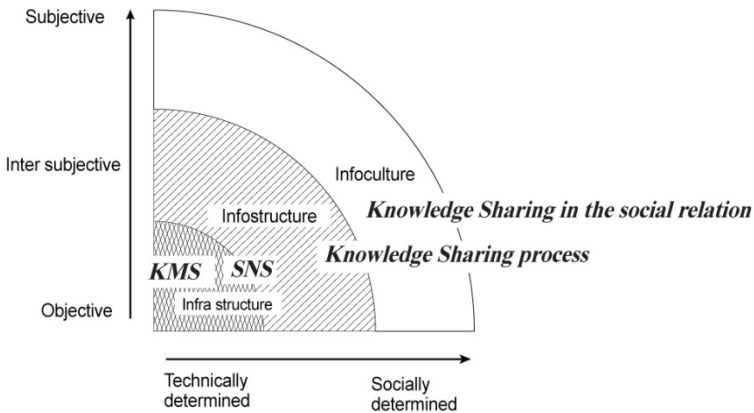 Subjective
Inter subjective
Infoculture
Infostructure
Knowledge Sharing in the social relation
Knowledge Sharing process
KMS
SNS
Infra structure
Objective
Technically
determined
Socially
determined